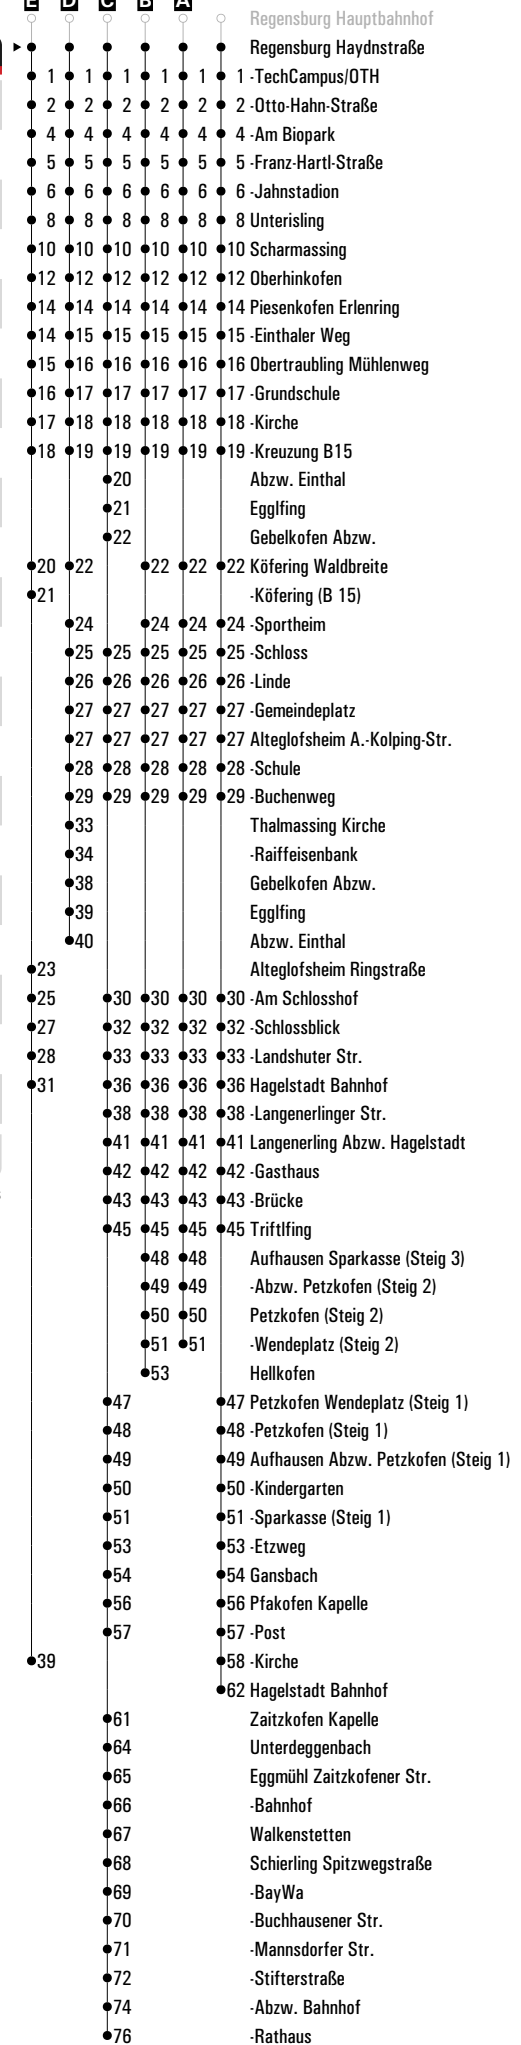 E D C B A
Regensburg Hauptbahnhof
Regensburg Haydnstraße
1 1 1 1 1 1 -TechCampus/OTH
2 2 2 2 2 2 -Otto-Hahn-Straße
4 4 4 4 4 4 -Am Biopark
5 5 5 5 5 5 -Franz-Hartl-Straße
6 6 6 6 6 6 -Jahnstadion
8 8 8 8 8 8 Unterisling
10 10 10 10 10 10 Scharmassing
12 12 12 12 12 12 Oberhinkofen
14 14 14 14 14 14 Piesenkofen Erlenring
14 15 15 15 15 15 -Einthaler Weg
15 16 16 16 16 16 Obertraubling Mühlenweg
16 17 17 17 17 17 -Grundschule
17 18 18 18 18 18 -Kirche
18 19 19 19 19 19 -Kreuzung B15
20 Abzw. Einthal
21 Egglfing
22 Gebelkofen Abzw.
20 22 22 22 22 Köfering Waldbreite
21 -Köfering (B 15)
24 24 24 24 -Sportheim
25 25 25 25 25 -Schloss
26 26 26 26 26 -Linde
27 27 27 27 27 -Gemeindeplatz
27 27 27 27 27 Alteglofsheim A.-Kolping-Str.
28 28 28 28 28 -Schule
29 29 29 29 29 -Buchenweg
33 Thalmassing Kirche
34 -Raiffeisenbank
38 Gebelkofen Abzw.
39 Egglfing
40 Abzw. Einthal
23 Alteglofsheim Ringstraße
25 30 30 30 30 -Am Schlosshof
27 32 32 32 32 -Schlossblick
28 33 33 33 33 -Landshuter Str.
31 36 36 36 36 Hagelstadt Bahnhof
38 38 38 38 -Langenerlinger Str.
41 41 41 41 Langenerling Abzw. Hagelstadt
42 42 42 42 -Gasthaus
43 43 43 43 -Brücke
45 45 45 45 Triftlfing
48 48 Aufhausen Sparkasse (Steig 3)
49 49 -Abzw. Petzkofen (Steig 2)
50 50 Petzkofen (Steig 2)
51 51 -Wendeplatz (Steig 2)
53 Hellkofen
47 47 Petzkofen Wendeplatz (Steig 1)
48 48 -Petzkofen (Steig 1)
49 49 Aufhausen Abzw. Petzkofen (Steig 1)
50 50 -Kindergarten
51 51 -Sparkasse (Steig 1)
53 53 -Etzweg
54 54 Gansbach
56 56 Pfakofen Kapelle
57 57 -Post
39 58 -Kirche
62 Hagelstadt Bahnhof
61 Zaitzkofen Kapelle
64 Unterdeggenbach
65 Eggmühl Zaitzkofener Str.
66 -Bahnhof
67 Walkenstetten
68 Schierling Spitzwegstraße
69 -BayWa
70 -Buchhausener Str.
71 -Mannsdorfer Str.
72 -Stifterstraße
74 -Abzw. Bahnhof
76 -Rathaus